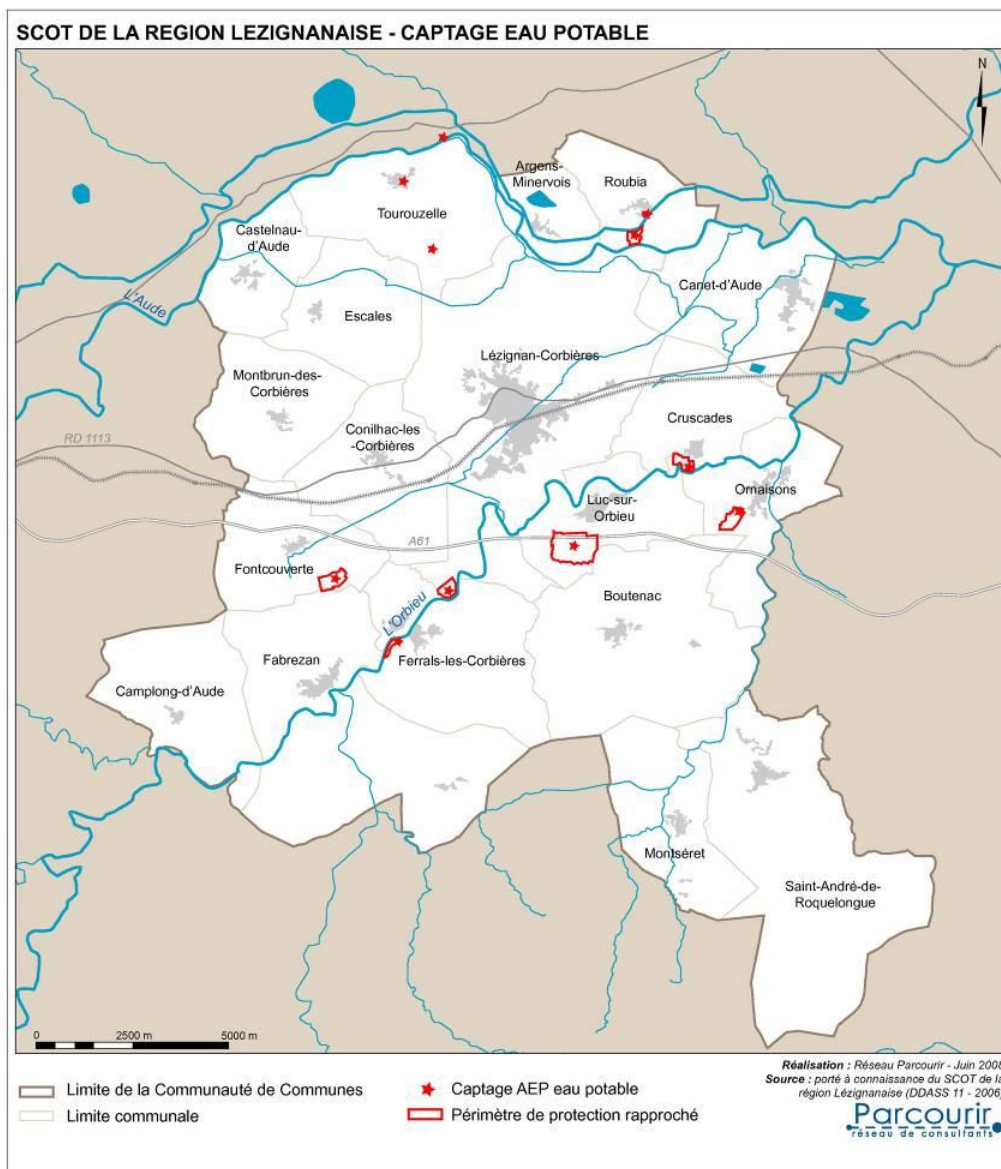 SCOT DE LA REGION LEZIGNANAISE - CAPTAGE EAU POTABLE
N
Argens-
Minervois
Roubia
Tourouzelle
Castelnau-
d'Aude
Canet-d'Aude
L'Aude
Escales
Lézignan-Corbières
Montbrun-des-
Corbières
Cruscades
Conilhac-les
-Corbières
RD 1113
Ornaisons
Luc-sur-
Orbieu
A61
Fontcouverte
Boutenac
L'Orbieu
Fabrezan
Ferrals-les-Corbières
Camplong-d'Aude
Montséret
Saint-André-de-
Roquelongue
0 2500 m 5000 m
Limite de la Communauté de Communes
Limite communale
Captage AEP eau potable
Périmètre de protection rapproché
Réalisation : Réseau Parcourir - Juin 2008
Source : porté à connaissance du SCOT de la
région Lézignanaise (DDASS 11 - 2006)
Parcourir
réseau de consultants